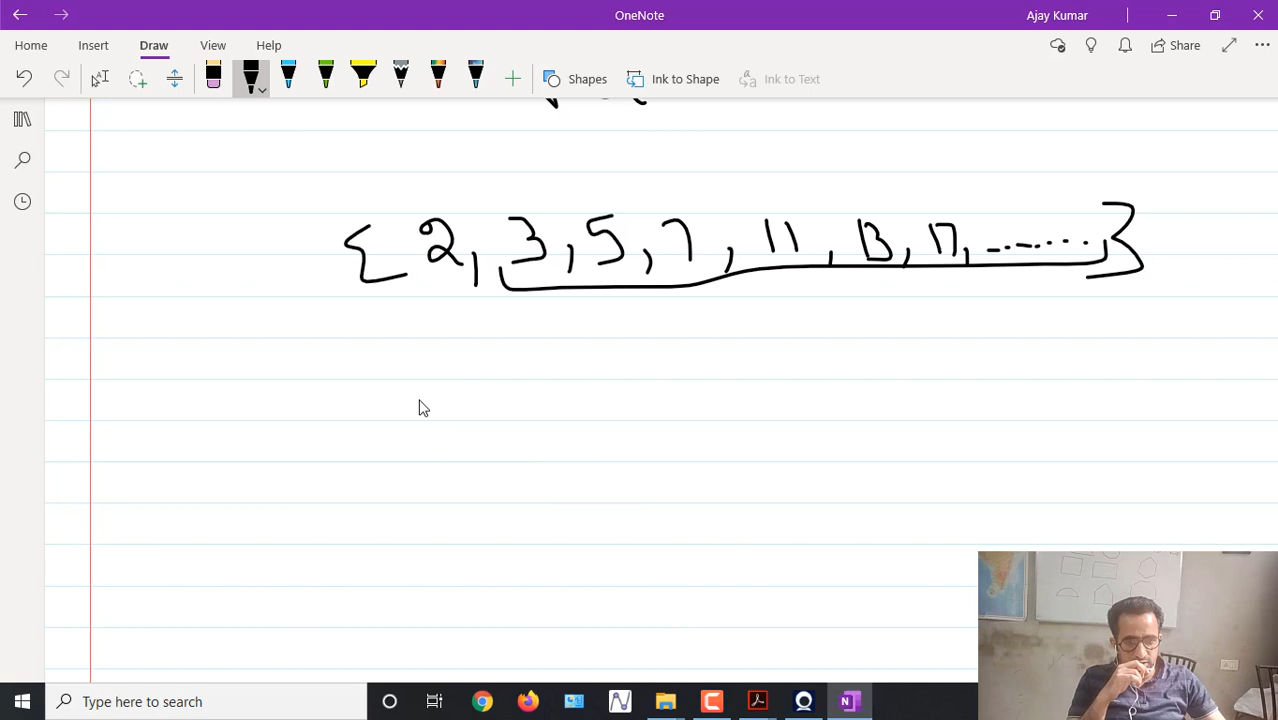 OneNote
Ajay Kumar
Home Insert Draw View Help
Share
Shapes Ink to Shape Ink to Text
{ 2, 3, 5, 7, 11, 13, 17, ....... }
Type here to search